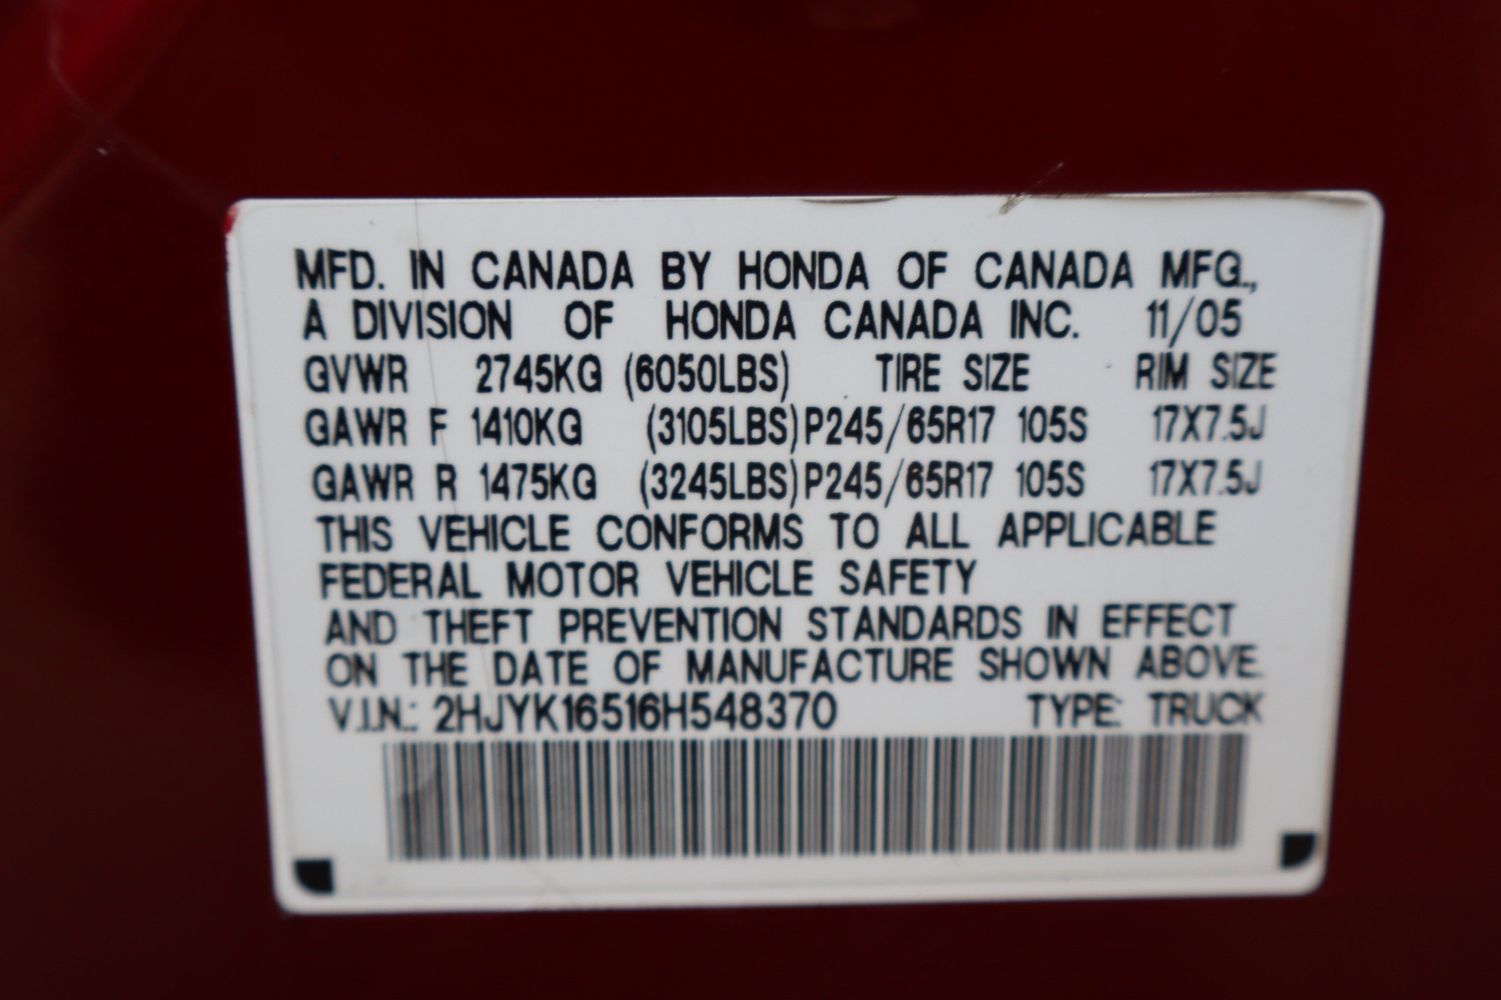 MFD. IN CANADA BY HONDA OF CANADA MFG.,
A DIVISION OF HONDA CANADA INC. 11/05
GVWR 2745KG (6050LBS) TIRE SIZE RIM SIZE
GAWR F 1410KG (3105LBS) P245/65R17 105S 17X7.5J
GAWR R 1475KG (3245LBS) P245/65R17 105S 17X7.5J
THIS VEHICLE CONFORMS TO ALL APPLICABLE
FEDERAL MOTOR VEHICLE SAFETY
AND THEFT PREVENTION STANDARDS IN EFFECT
ON THE DATE OF MANUFACTURE SHOWN ABOVE.
V.I.N.: 2HJYK16516H548370 TYPE: TRUCK